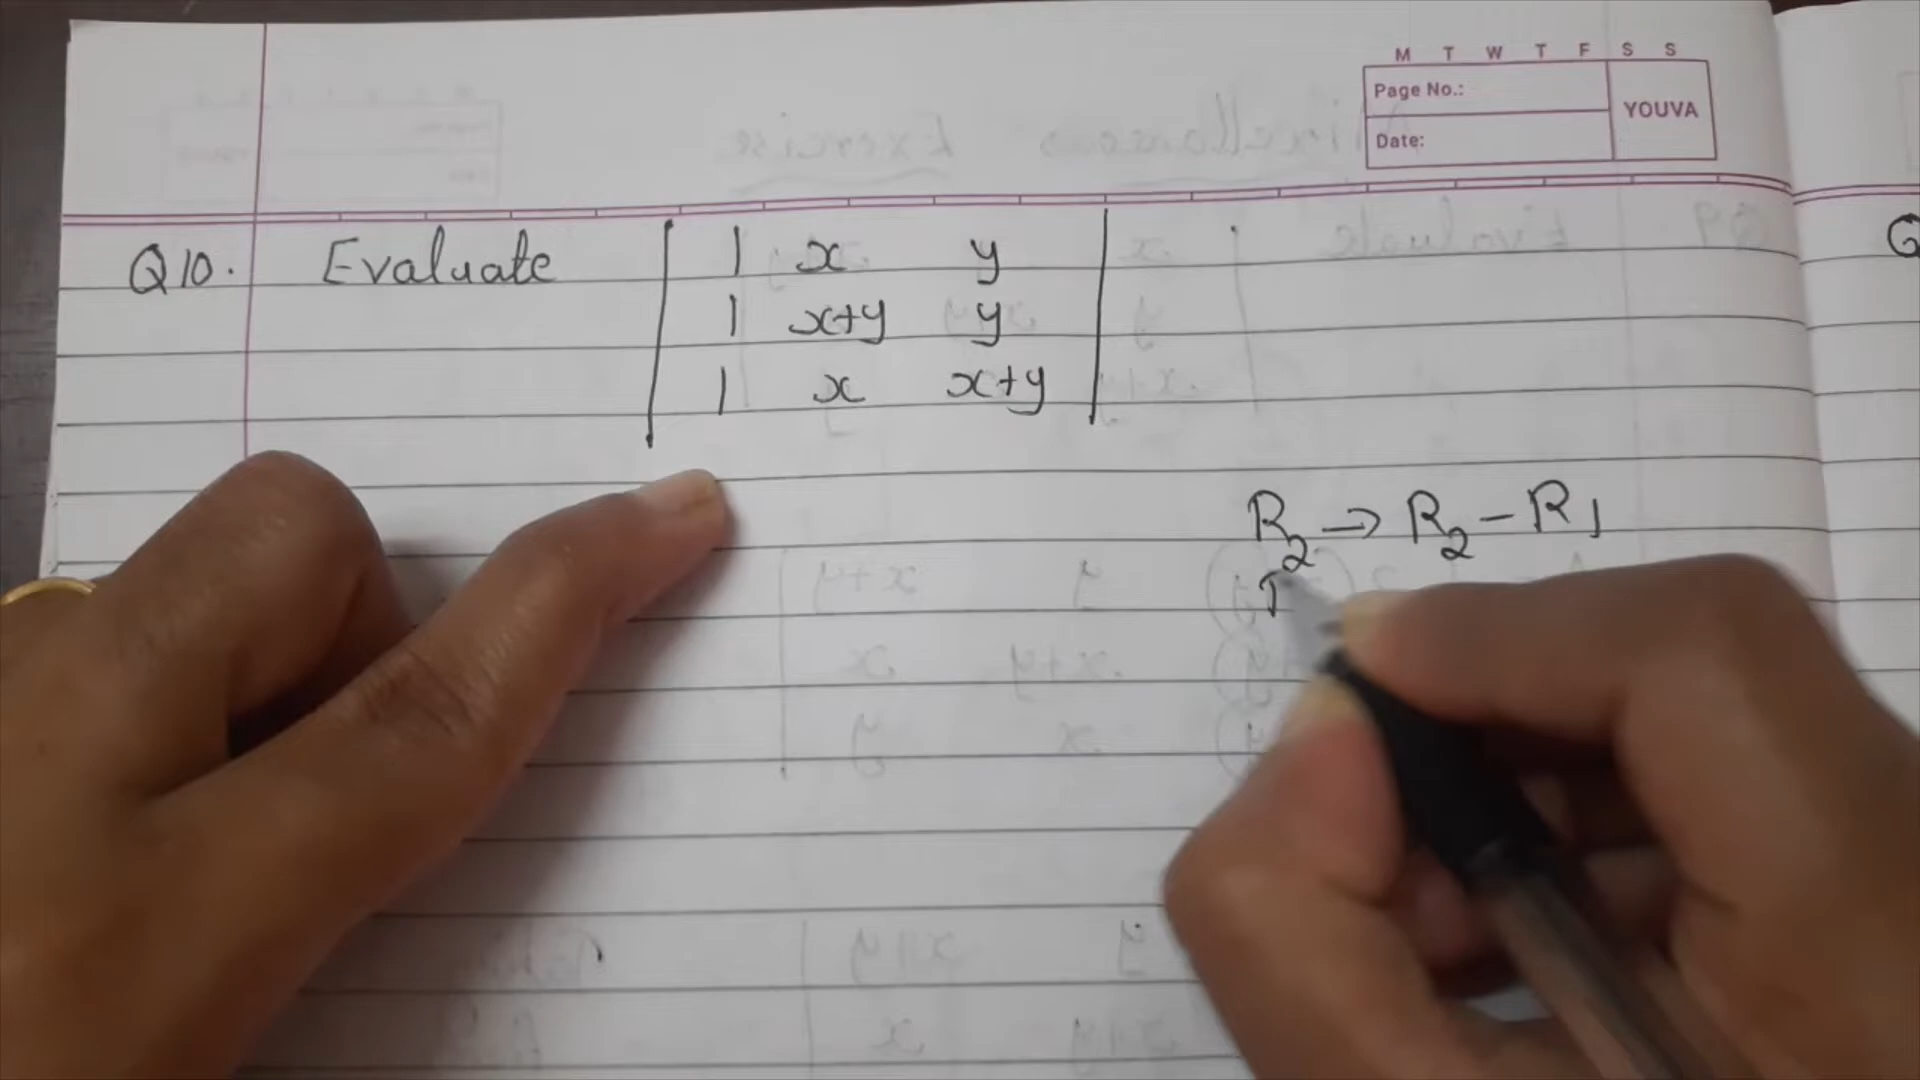 M T W T F S S
Page No.:
YOUVA
Date:
Q10. Evaluate | 1 x y |
| 1 x+y y |
| 1 x x+y |
R₂ → R₂ - R₁